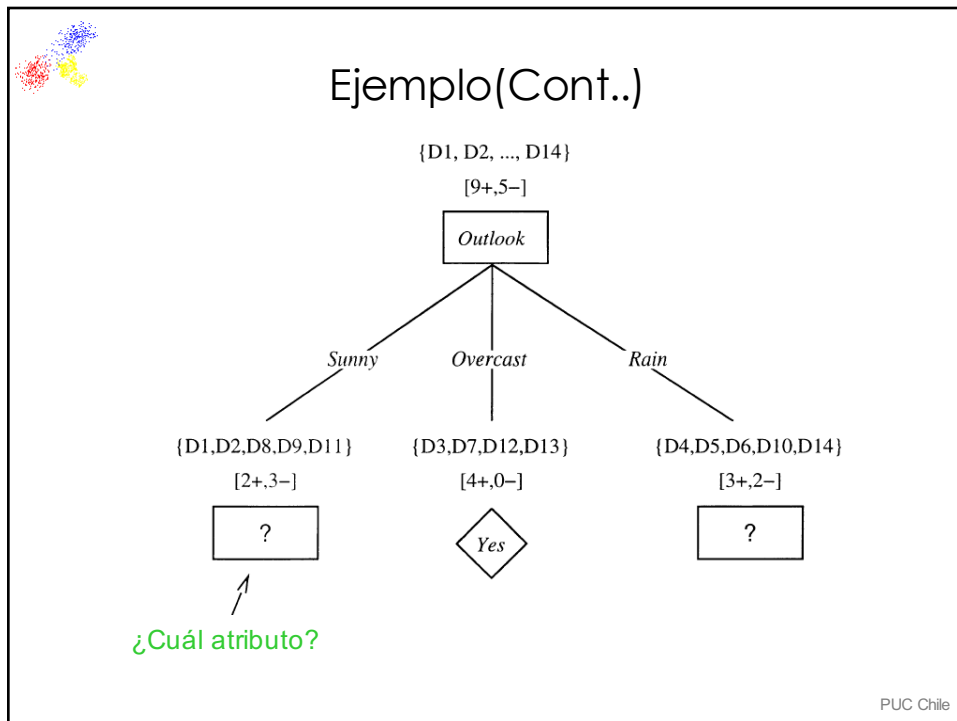 Ejemplo(Cont..)
{D1, D2, ..., D14}
[9+,5−]
Outlook
Sunny Overcast Rain
{D1,D2,D8,D9,D11} {D3,D7,D12,D13} {D4,D5,D6,D10,D14}
[2+,3−] [4+,0−] [3+,2−]
? Yes ?
¿Cuál atributo?
PUC Chile